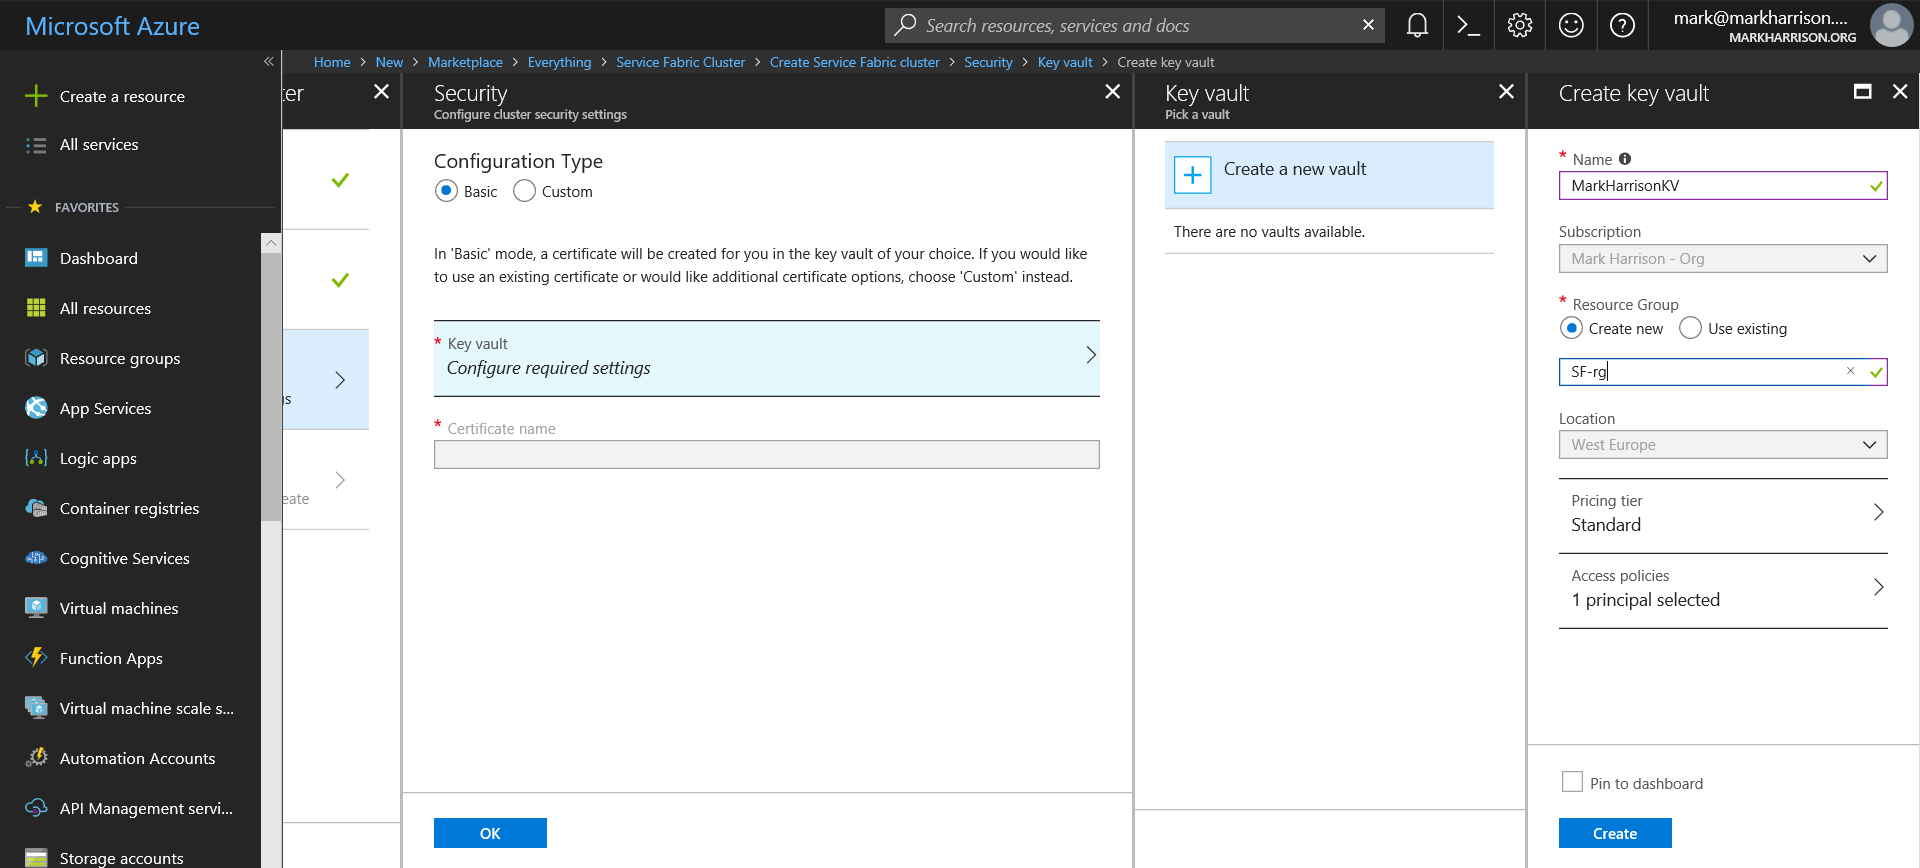 Microsoft Azure
Search resources, services and docs
mark@markharrison....
MARKHARRISON.ORG
Home > New > Marketplace > Everything > Service Fabric Cluster > Create Service Fabric cluster > Security > Key vault > Create key vault
Create a resource
All services
FAVORITES
Dashboard
All resources
Resource groups
App Services
Logic apps
Container registries
Cognitive Services
Virtual machines
Function Apps
Virtual machine scale s...
Automation Accounts
API Management servi...
Storage accounts
ter
gs
eate
Security
Configure cluster security settings
Configuration Type
Basic Custom
In 'Basic' mode, a certificate will be created for you in the key vault of your choice. If you would like
to use an existing certificate or would like additional certificate options, choose 'Custom' instead.
* Key vault
Configure required settings
* Certificate name
OK
Key vault
Pick a vault
Create a new vault
There are no vaults available.
Create key vault
* Name
MarkHarrisonKV
Subscription
Mark Harrison - Org
* Resource Group
Create new Use existing
SF-rg
Location
West Europe
Pricing tier
Standard
Access policies
1 principal selected
Pin to dashboard
Create